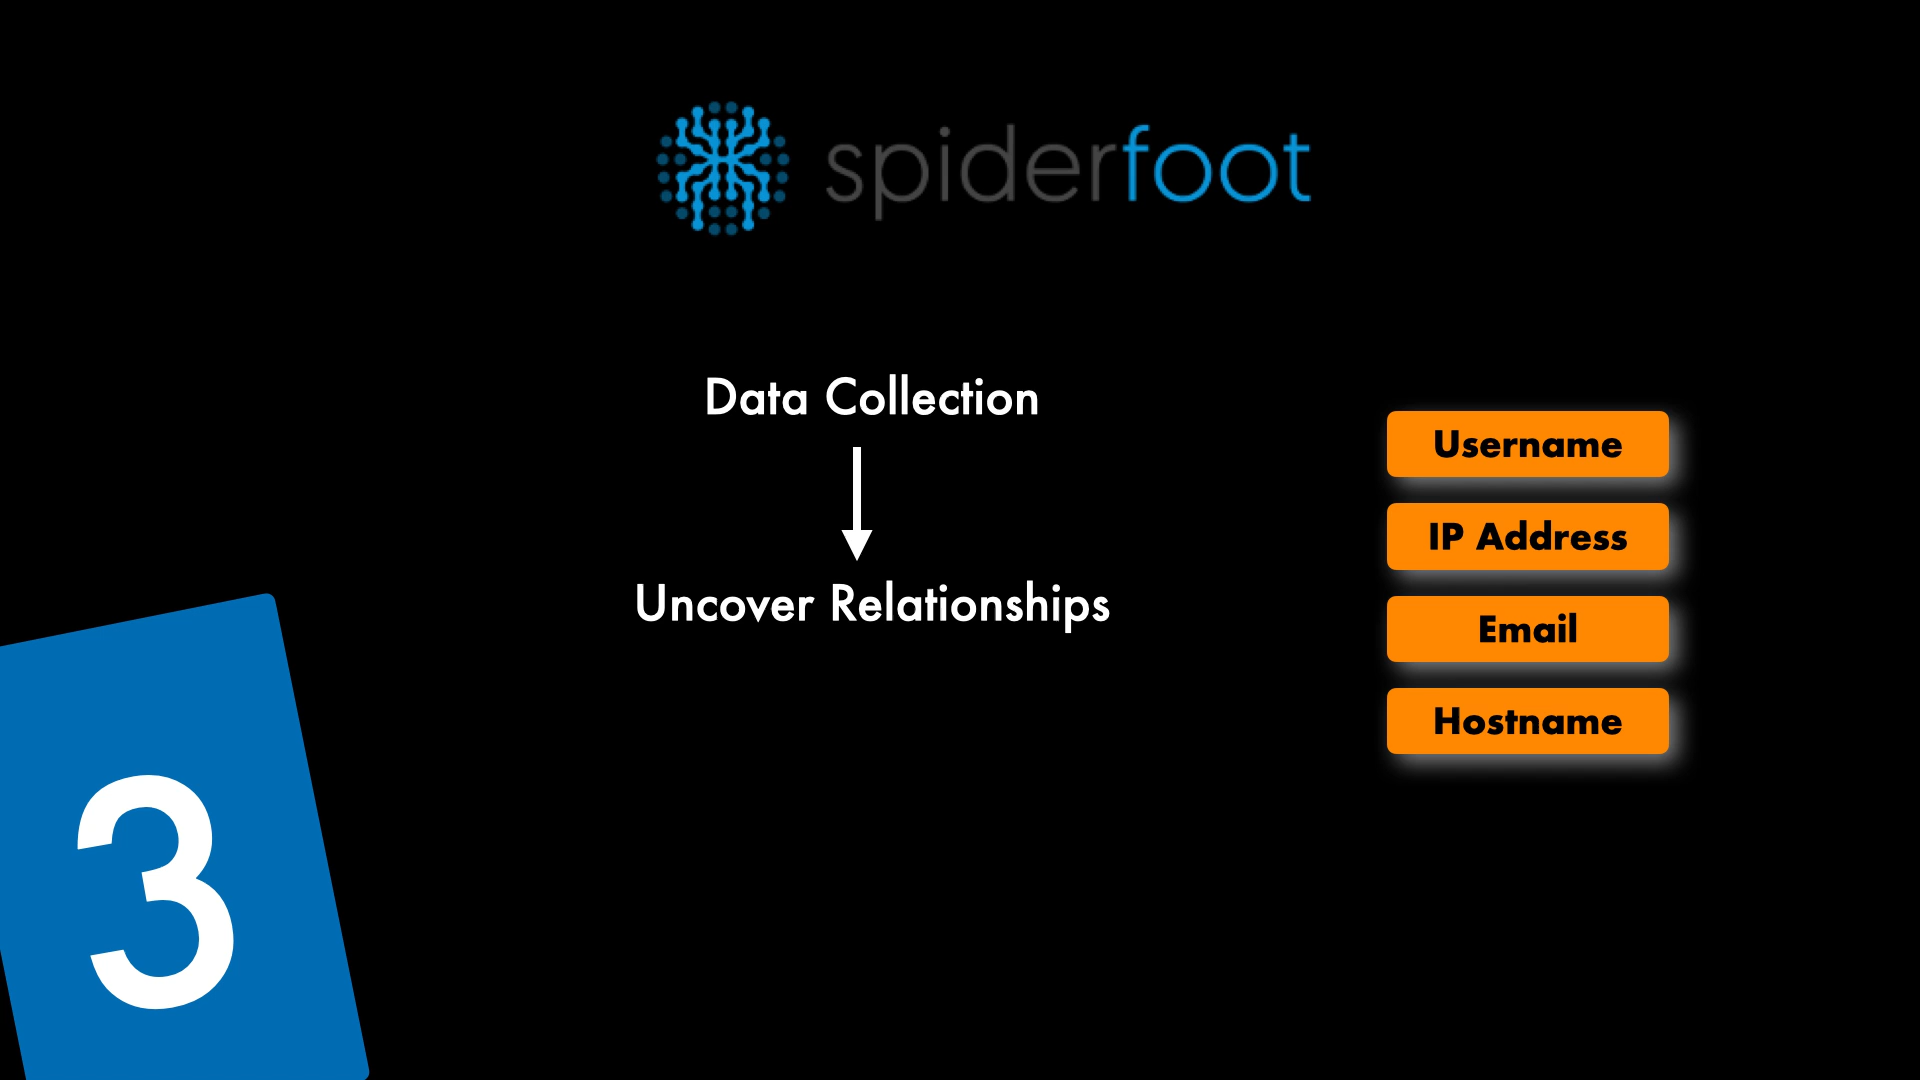 spiderfoot
Data Collection
Uncover Relationships
Username
IP Address
Email
Hostname
3